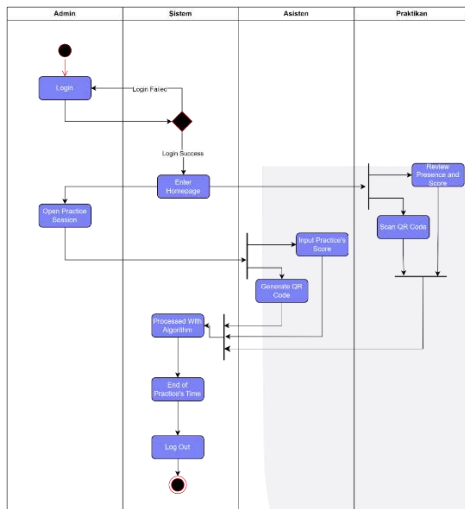 Admin
Sistem
Asisten
Praktikan
Login
Login Failed
Login Success
Enter
Homepage
Review
Presence and
Score
Open Practice
Seasion
Scan QR Code
Input Practice's
Score
Generate QR
Code
Processed With
Algorithm
End of
Practice's Time
Log Out